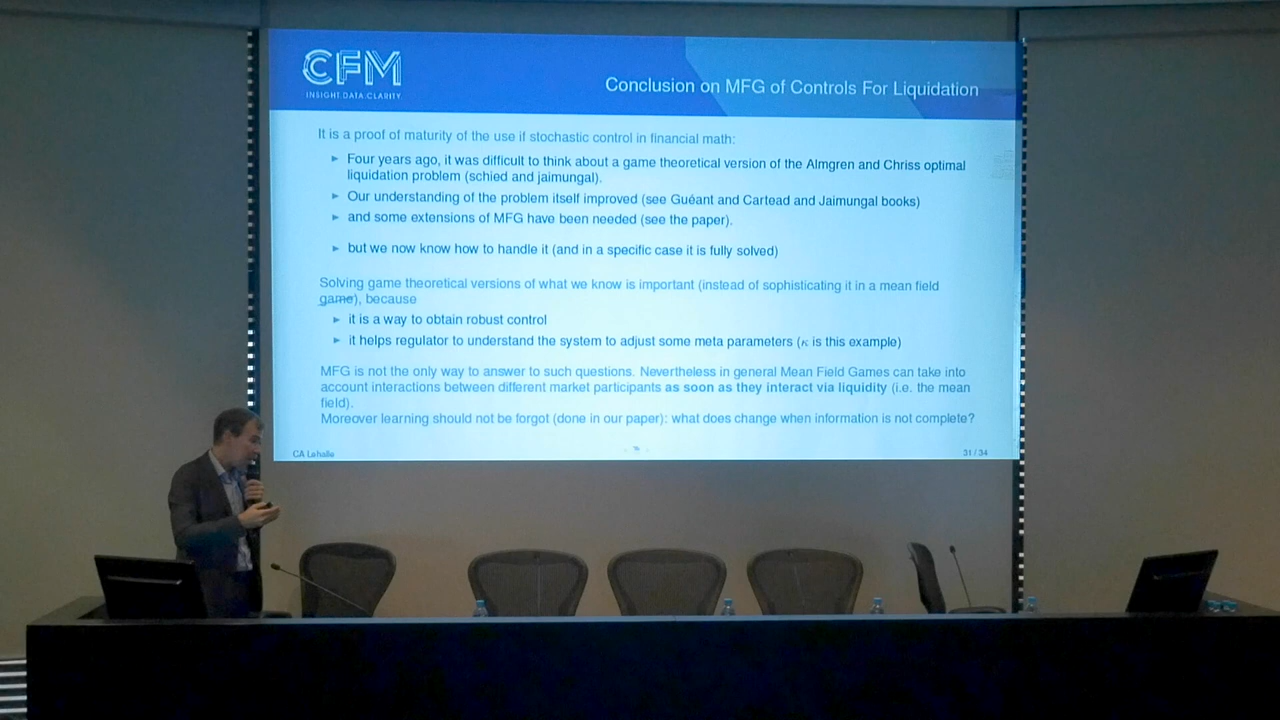 CFM
INSIGHT.DATA.CLARITY.
Conclusion on MFG of Controls For Liquidation
It is a proof of maturity of the use if stochastic control in financial math:
► Four years ago, it was difficult to think about a game theoretical version of the Almgren and Chriss optimal
liquidation problem (schied and jaimungal).
► Our understanding of the problem itself improved (see Guéant and Cartead and Jaimungal books)
► and some extensions of MFG have been needed (see the paper).
► but we now know how to handle it (and in a specific case it is fully solved)
Solving game theoretical versions of what we know is important (instead of sophisticating it in a mean field
game), because
► it is a way to obtain robust control
► it helps regulator to understand the system to adjust some meta parameters (κ is this example)
MFG is not the only way to answer to such questions. Nevertheless in general Mean Field Games can take into
account interactions between different market participants as soon as they interact via liquidity (i.e. the mean
field).
Moreover learning should not be forgot (done in our paper): what does change when information is not complete?
CA Lehalle
31 / 34